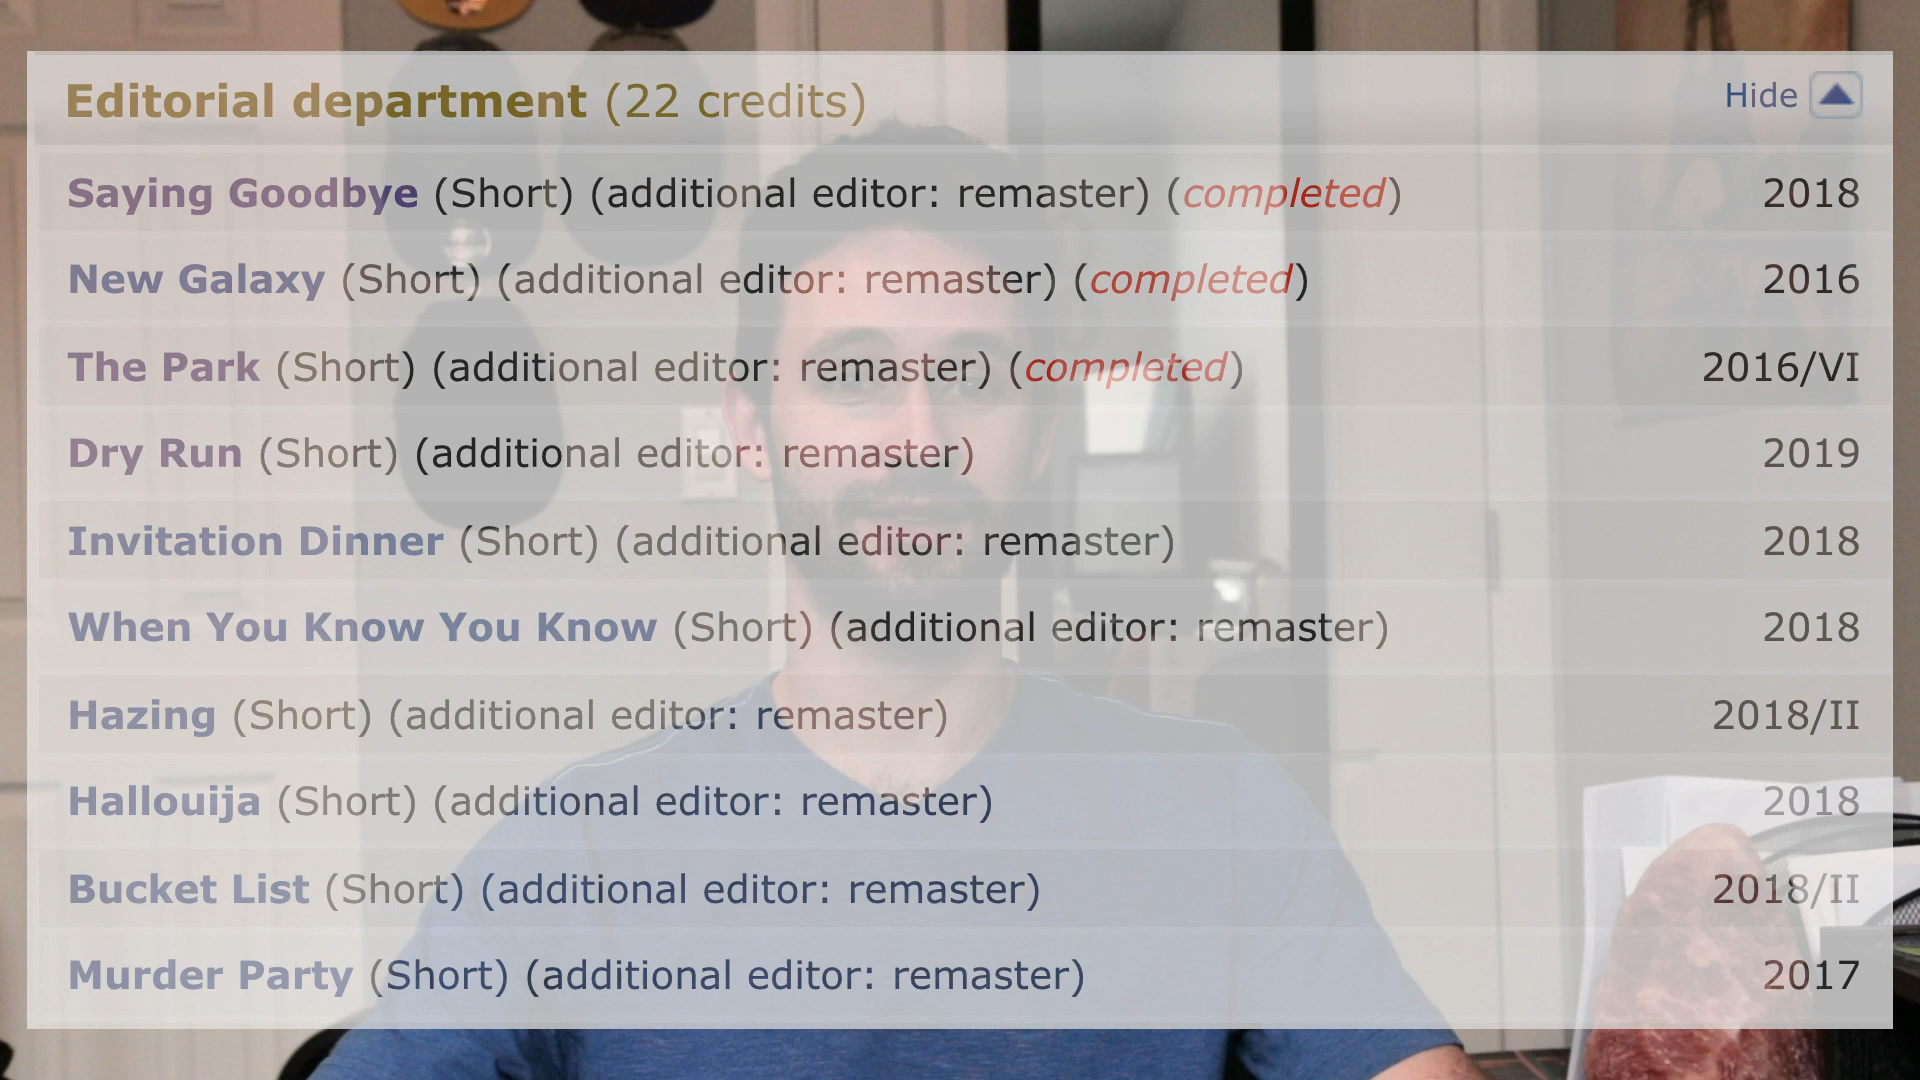 Editorial department (22 credits) Hide
Saying Goodbye (Short) (additional editor: remaster) (completed) 2018
New Galaxy (Short) (additional editor: remaster) (completed) 2016
The Park (Short) (additional editor: remaster) (completed) 2016/VI
Dry Run (Short) (additional editor: remaster) 2019
Invitation Dinner (Short) (additional editor: remaster) 2018
When You Know You Know (Short) (additional editor: remaster) 2018
Hazing (Short) (additional editor: remaster) 2018/II
Hallouija (Short) (additional editor: remaster) 2018
Bucket List (Short) (additional editor: remaster) 2018/II
Murder Party (Short) (additional editor: remaster) 2017